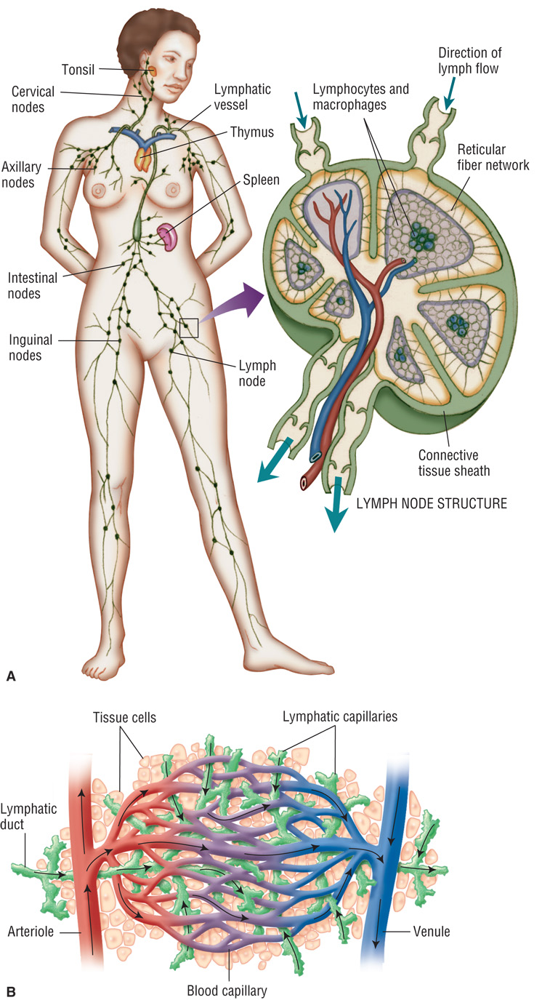 Tonsil
Cervical
nodes
Axillary
nodes
Lymphatic
vessel
Thymus
Spleen
Intestinal
nodes
Inguinal
nodes
Lymph
node
Direction of
lymph flow
Lymphocytes and
macrophages
Reticular
fiber network
Connective
tissue sheath
LYMPH NODE STRUCTURE
A
Tissue cells
Lymphatic capillaries
Lymphatic
duct
Arteriole
Venule
Blood capillary
B